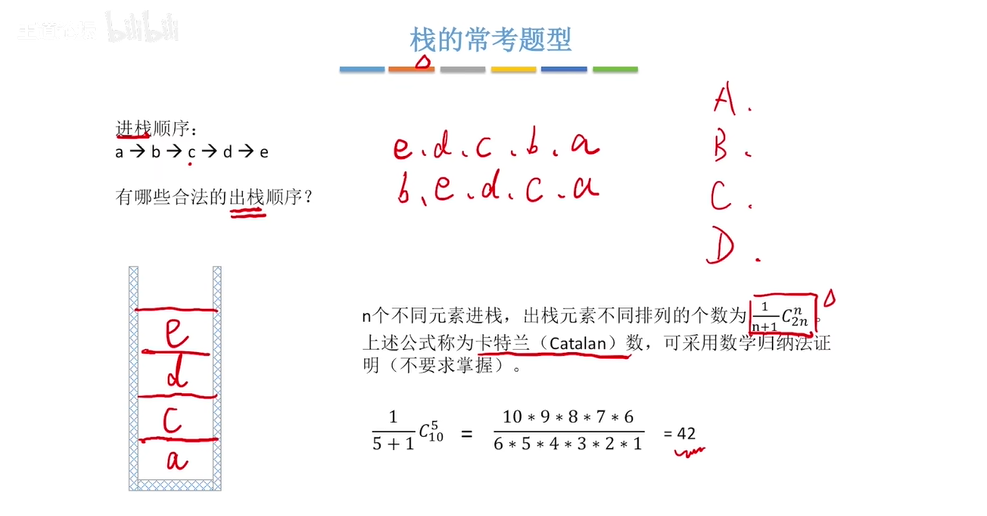 bilibili
栈的常考题型
进栈顺序：
a → b → c → d → e
有哪些合法的出栈顺序？
e.d.c.b.a
b、e.d.c.a
A.
B.
C.
D.
e
d
c
a
n个不同元素进栈，出栈元素不同排列的个数为 $\frac{1}{n+1}C_{2n}^{n}$。
上述公式称为卡特兰（Catalan）数，可采用数学归纳法证
明（不要求掌握）。
$\frac{1}{5+1}C_{10}^{5} = \frac{10*9*8*7*6}{6*5*4*3*2*1}$ = 42